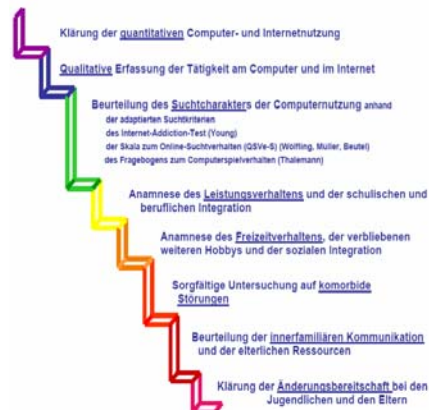 Klärung der quantitativen Computer- und Internetnutzung
Qualitative Erfassung der Tätigkeit am Computer und im Internet
Beurteilung des Suchtcharakters der Computernutzung anhand
der adaptierten Suchtkriterien
des Internet-Addiction-Test (Young)
der Skala zum Online-Suchtverhalten (QSVe-S) (Wölfling, Müller, Beutel)
des Fragebogens zum Computerspielverhalten (Thalemann)
Anamnese des Leistungsverhaltens und der schulischen und
beruflichen Integration
Anamnese des Freizeitverhaltens, der verbliebenen
weiteren Hobbys und der sozialen Integration
Sorgfältige Untersuchung auf komorbide
Störungen
Beurteilung der innerfamiliären Kommunikation
und der elterlichen Ressourcen
Klärung der Änderungsbereitschaft bei den
Jugendlichen und den Eltern